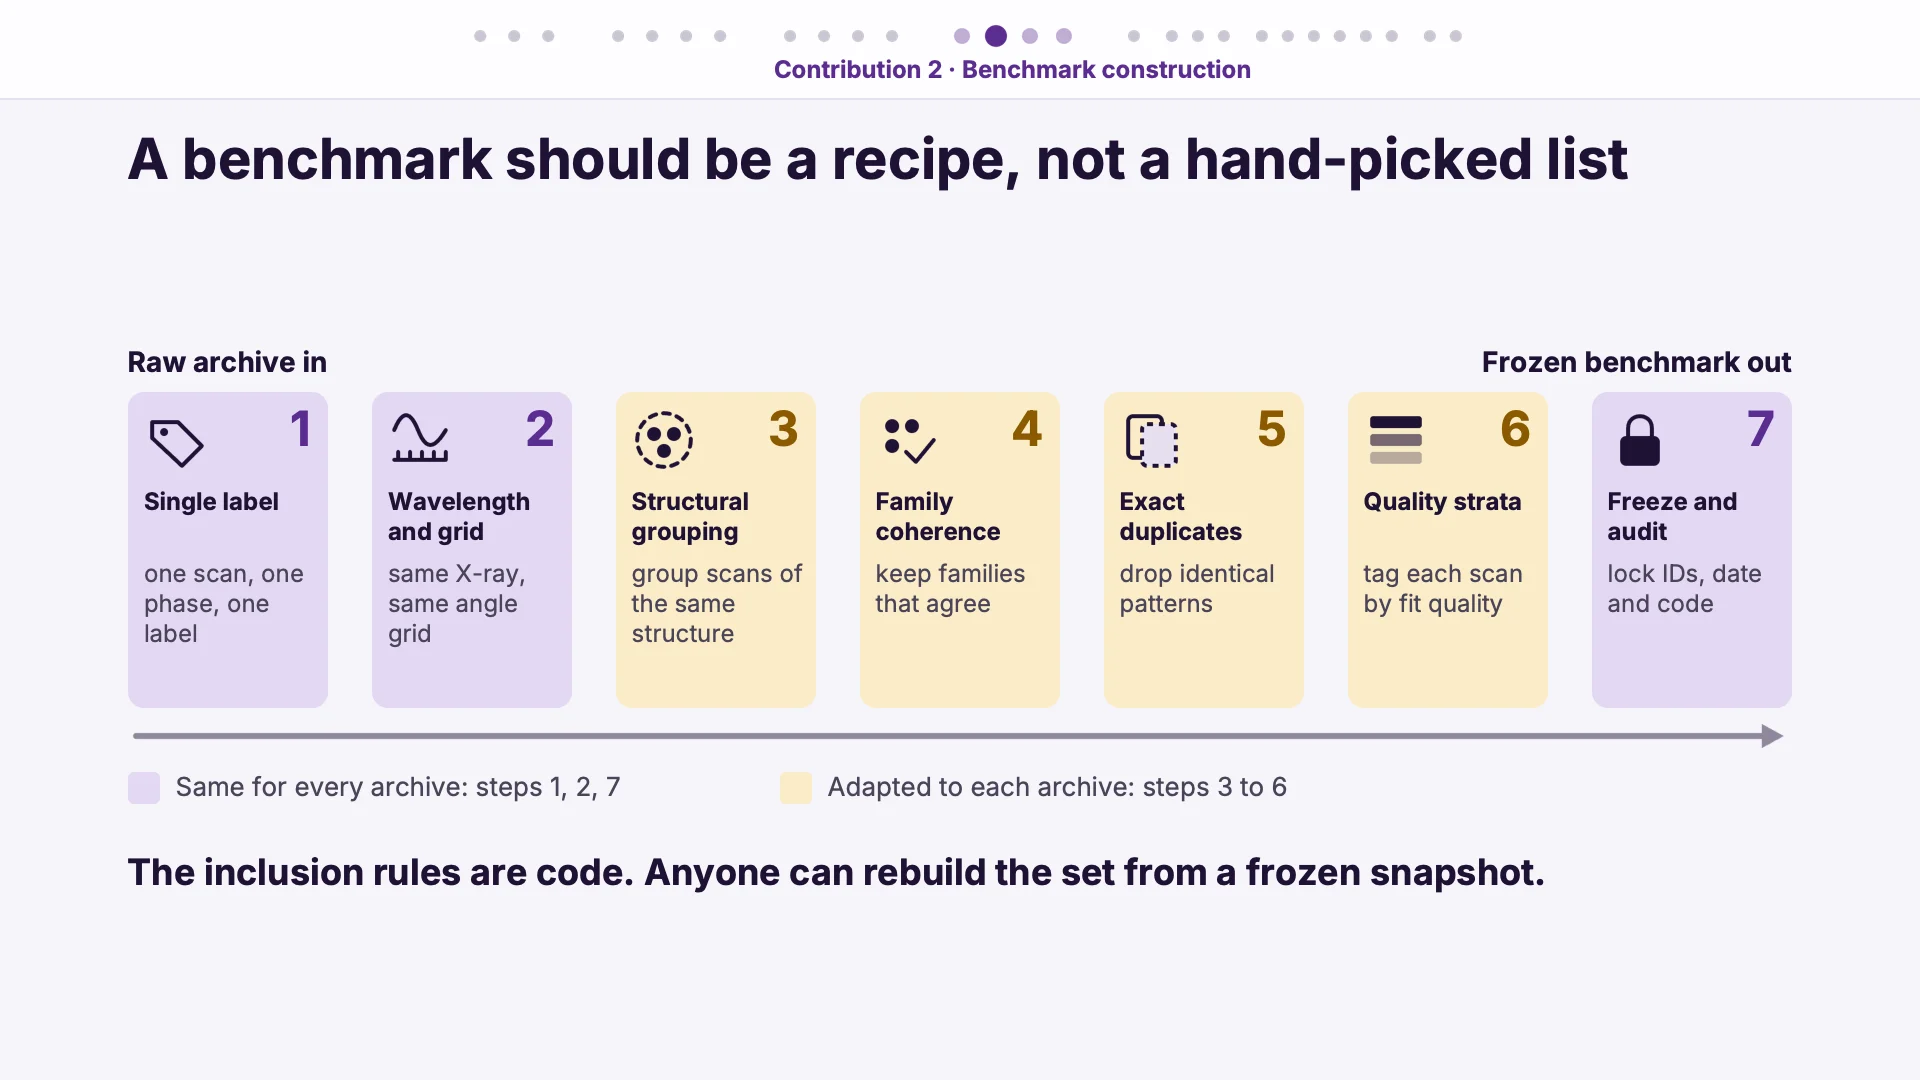 Contribution 2 · Benchmark construction
A benchmark should be a recipe, not a hand-picked list
Raw archive in
Frozen benchmark out
1
Single label
one scan, one
phase, one
label
2
Wavelength
and grid
same X-ray,
same angle
grid
3
Structural
grouping
group scans of
the same
structure
4
Family
coherence
keep families
that agree
5
Exact
duplicates
drop identical
patterns
6
Quality strata
tag each scan
by fit quality
7
Freeze and
audit
lock IDs, date
and code
Same for every archive: steps 1, 2, 7
Adapted to each archive: steps 3 to 6
The inclusion rules are code. Anyone can rebuild the set from a frozen snapshot.